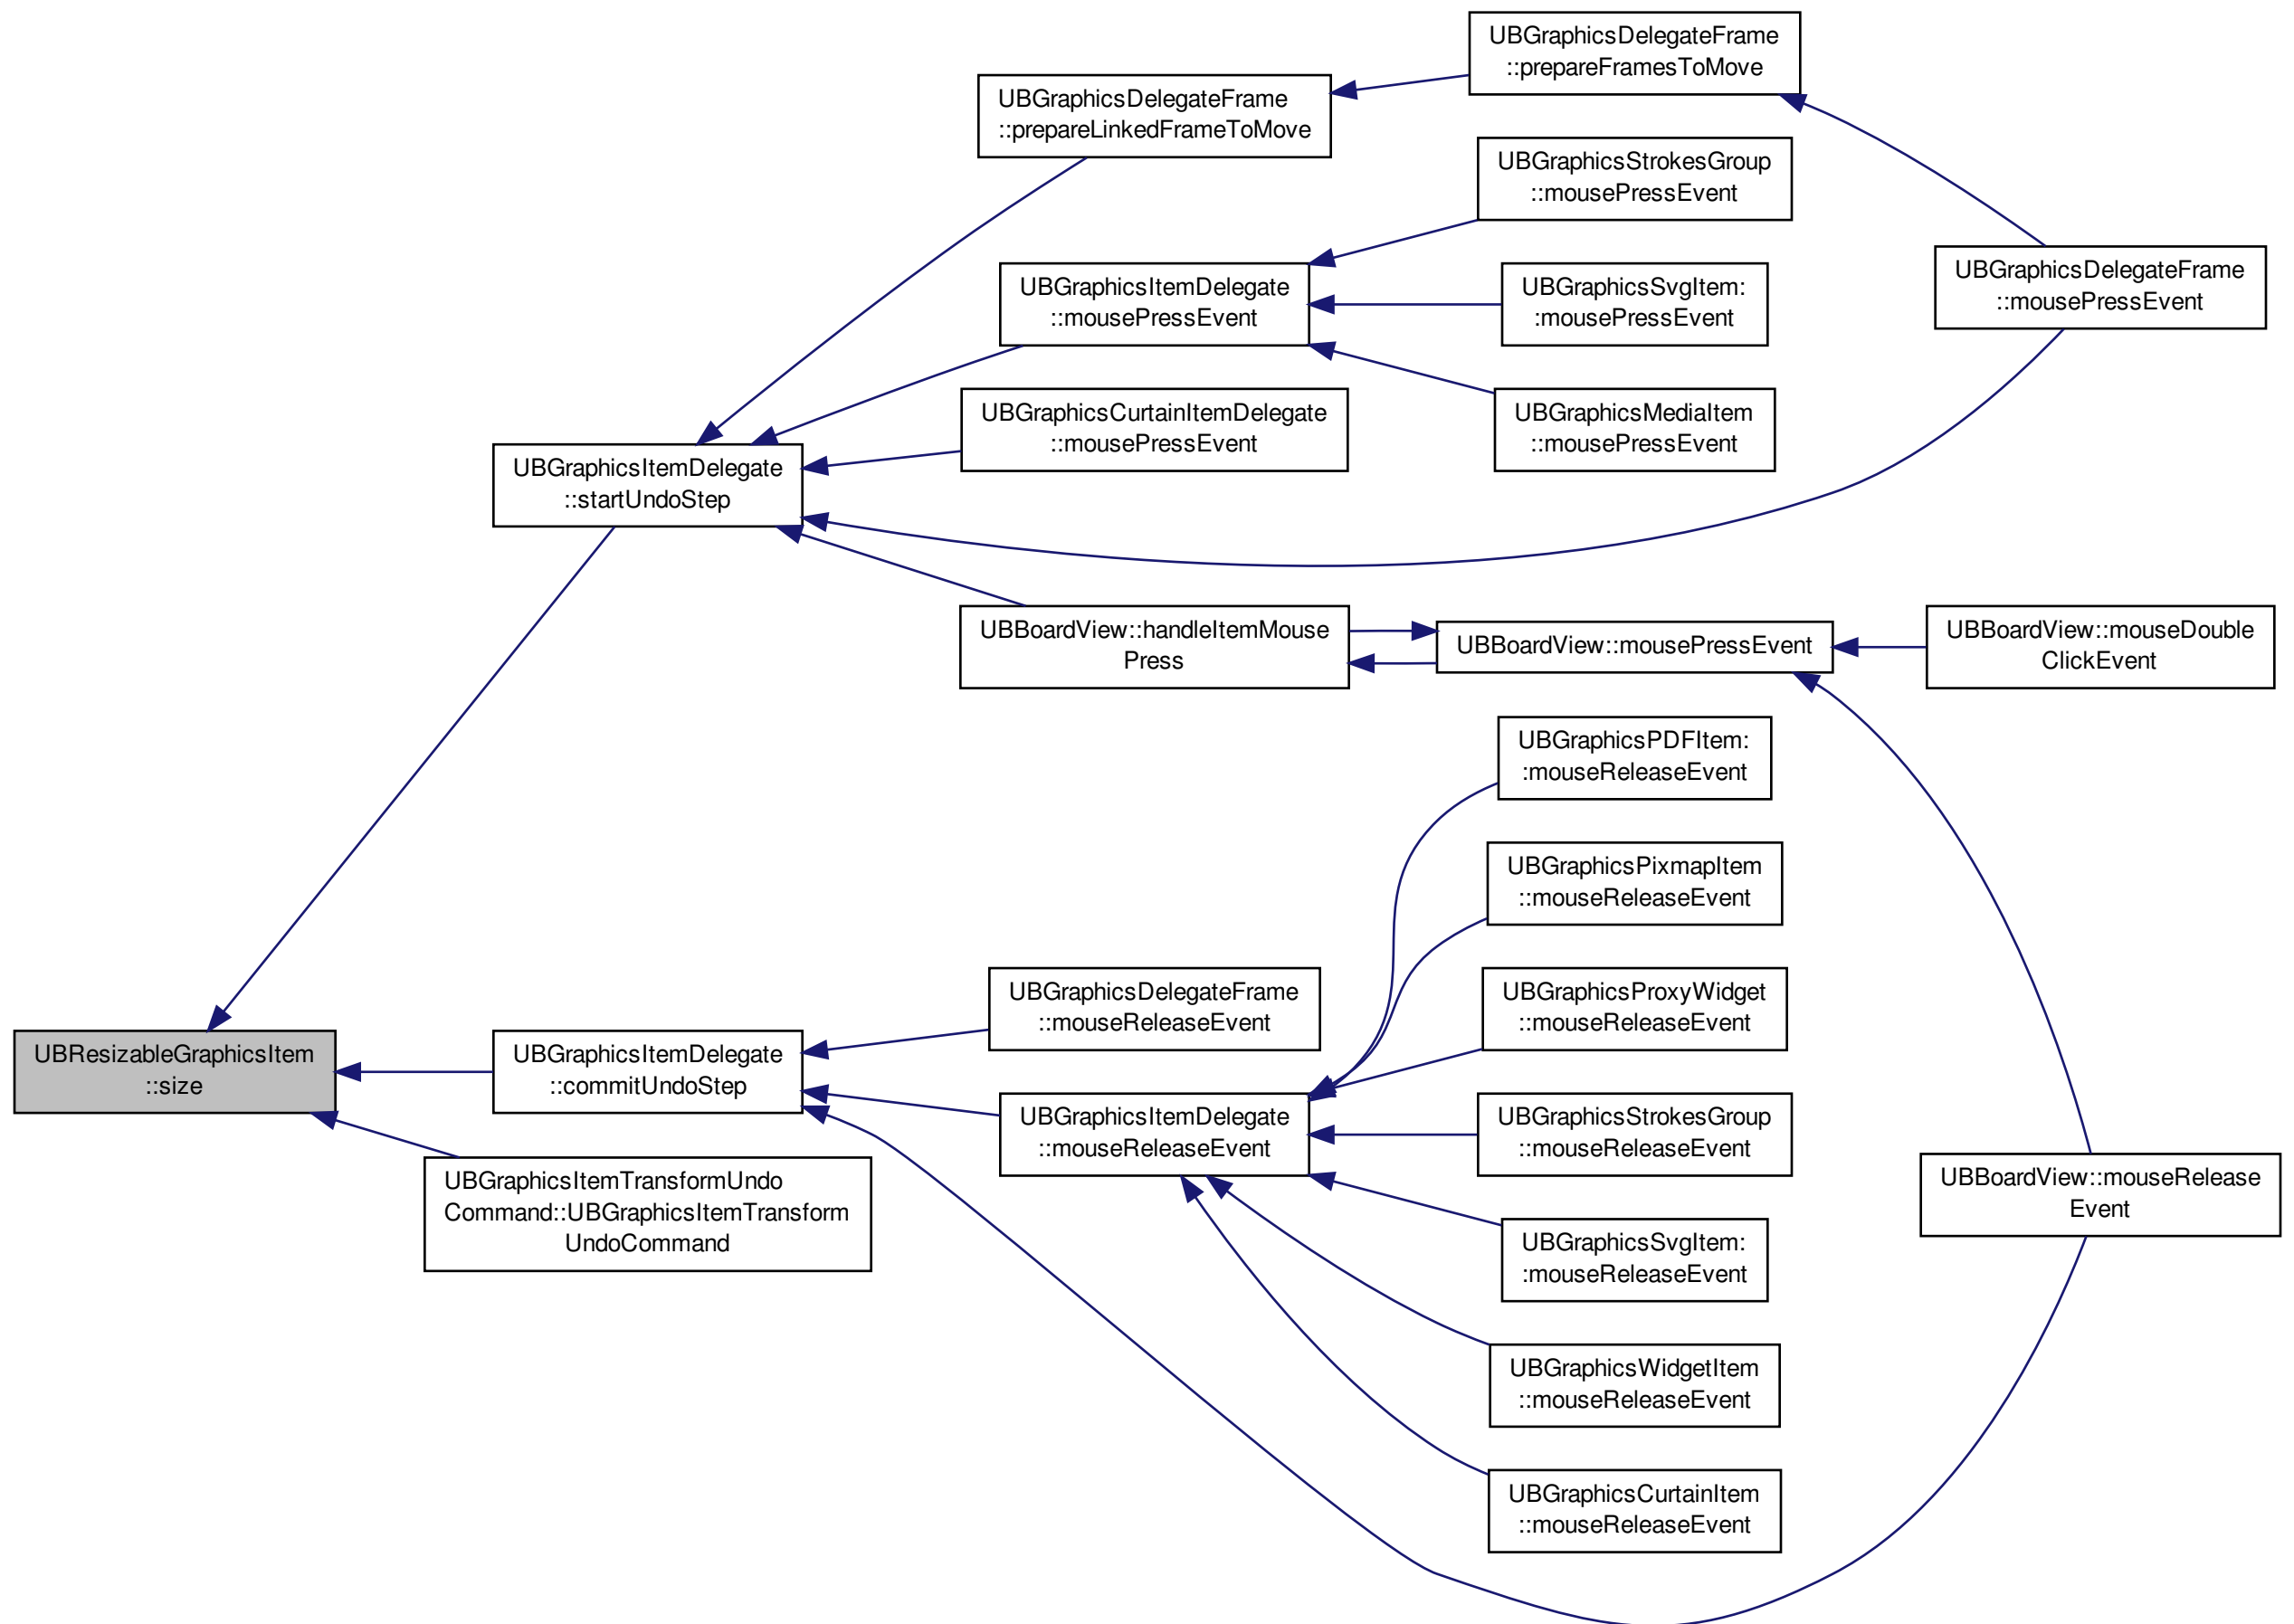 UBGraphicsDelegateFrame
::prepareFramesToMove
UBGraphicsDelegateFrame
::prepareLinkedFrameToMove
UBGraphicsStrokesGroup
::mousePressEvent
UBGraphicsDelegateFrame
::mousePressEvent
UBGraphicsItemDelegate
::mousePressEvent
UBGraphicsSvgItem:
:mousePressEvent
UBGraphicsCurtainItemDelegate
::mousePressEvent
UBGraphicsMediaItem
::mousePressEvent
UBGraphicsItemDelegate
::startUndoStep
UBBoardView::handleItemMouse
Press
UBBoardView::mousePressEvent
UBBoardView::mouseDouble
ClickEvent
UBGraphicsPDFItem:
:mouseReleaseEvent
UBGraphicsPixmapItem
::mouseReleaseEvent
UBGraphicsDelegateFrame
::mouseReleaseEvent
UBGraphicsProxyWidget
::mouseReleaseEvent
UBResizableGraphicsItem
::size
UBGraphicsItemDelegate
::commitUndoStep
UBGraphicsItemDelegate
::mouseReleaseEvent
UBGraphicsStrokesGroup
::mouseReleaseEvent
UBGraphicsItemTransformUndo
Command::UBGraphicsItemTransform
UndoCommand
UBBoardView::mouseRelease
Event
UBGraphicsSvgItem:
:mouseReleaseEvent
UBGraphicsWidgetItem
::mouseReleaseEvent
UBGraphicsCurtainItem
::mouseReleaseEvent